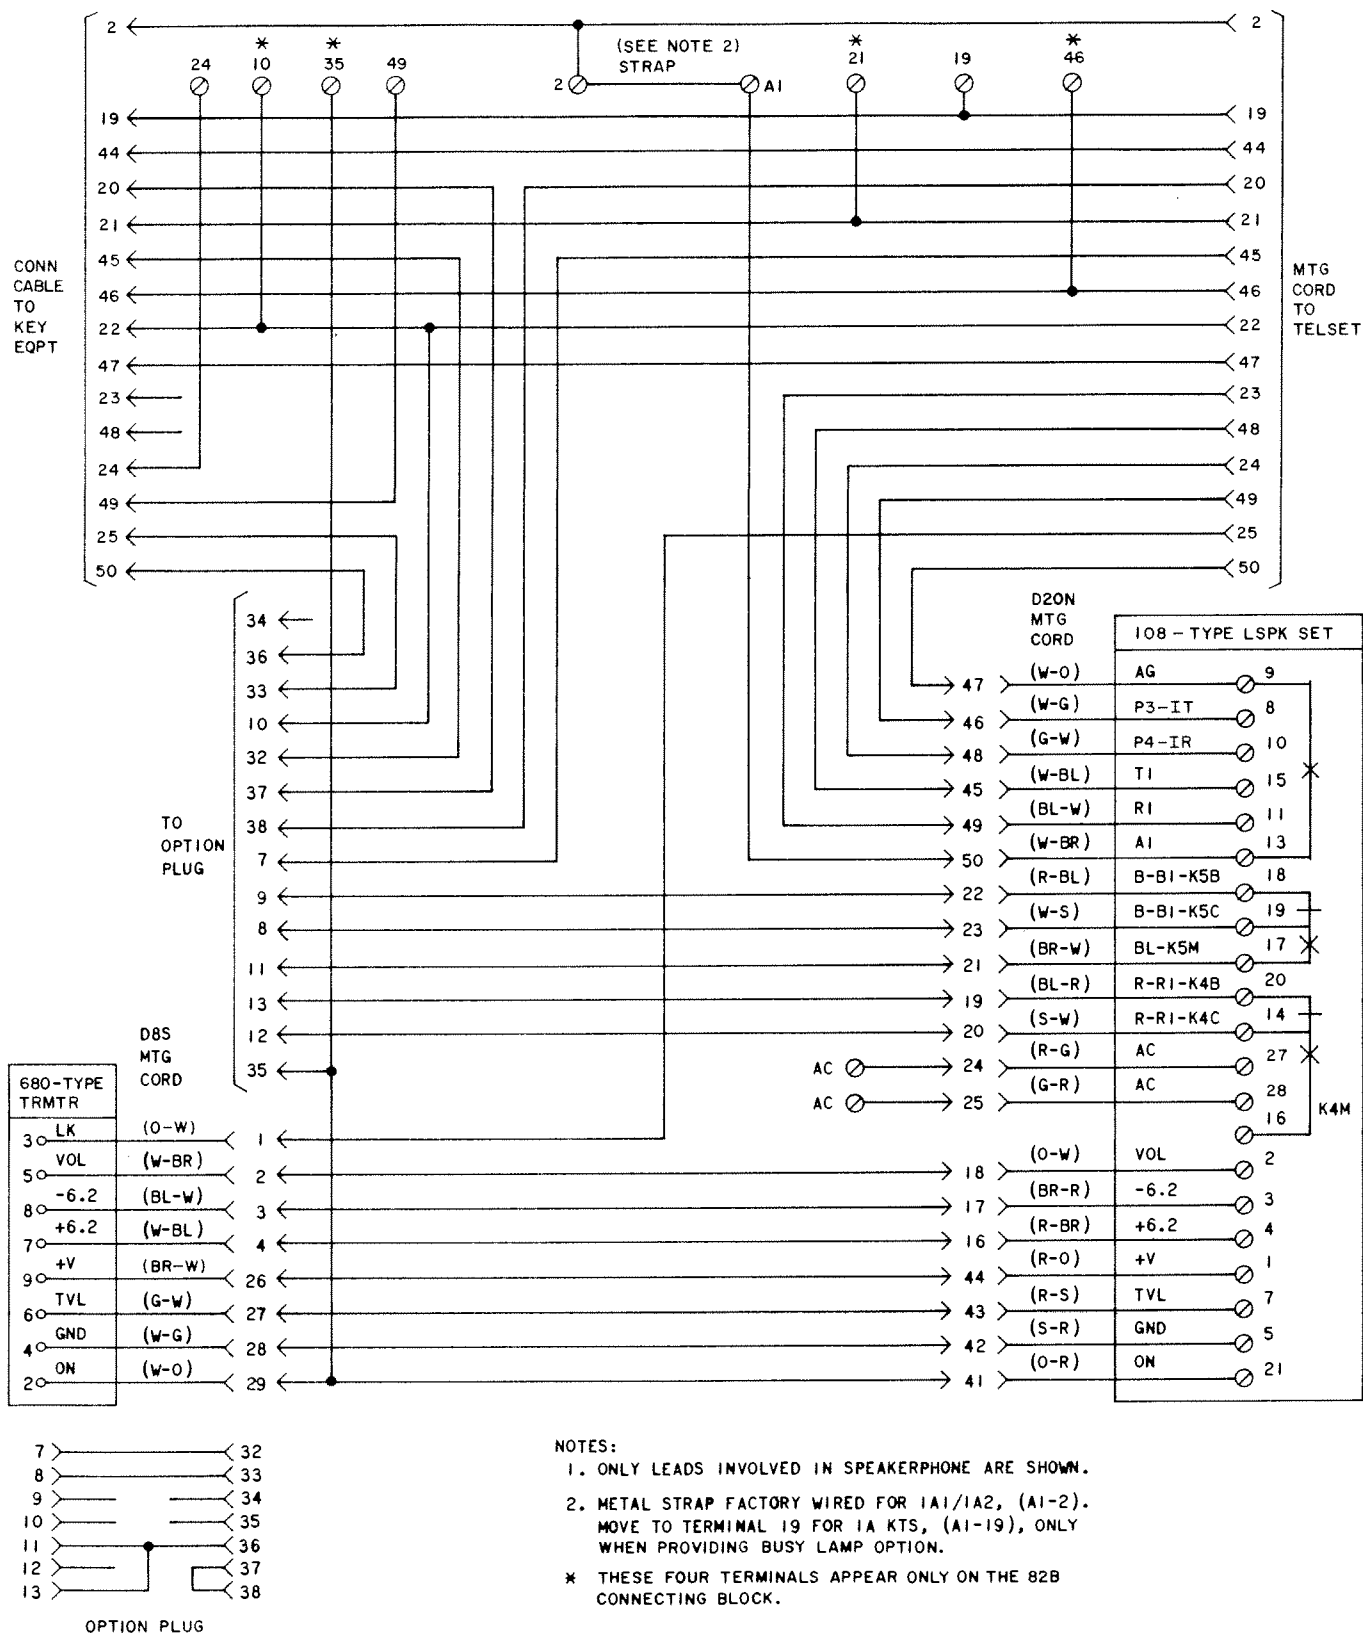 2
2
(SEE NOTE 2)
STRAP
* * * *
24 10 35 49 21 19 46
2 A1
19 19
44 44
20 20
21 21
45 45
46 46
22 22
47 47
23 23
48 48
24 24
49 49
25 25
50 50
CONN
CABLE
TO
KEY
EQPT
MTG
CORD
TO
TELSET
34
36
33
10
32
37
38
7
9
8
11
13
12
35
TO
OPTION
PLUG
D20N
MTG
CORD
108-TYPE LSPK SET
47 (W-O) AG 9
46 (W-G) P3-1T 8
48 (G-W) P4-1R 10
45 (W-BL) T1 15
49 (BL-W) R1 11
50 (W-BR) A1 13
22 (R-BL) B-B1-K5B 18
23 (W-S) B-B1-K5C 19
21 (BR-W) BL-K5M 17
19 (BL-R) R-R1-K4B 20
20 (S-W) R-R1-K4C 14
AC 24 (R-G) AC 27
AC 25 (G-R) AC 28
16
K4M
18 (O-W) VOL 2
17 (BR-R) -6.2 3
16 (R-BR) +6.2 4
44 (R-O) +V 1
43 (R-S) TVL 7
42 (S-R) GND 5
41 (O-R) ON 21
D8S
MTG
CORD
680-TYPE
TRMTR
3 LK (O-W) 1
5 VOL (W-BR) 2
8 -6.2 (BL-W) 3
7 +6.2 (W-BL) 4
9 +V (BR-W) 26
6 TVL (G-W) 27
4 GND (W-G) 28
2 ON (W-O) 29
7 32
8 33
9 34
10 35
11 36
12 37
13 38
OPTION PLUG
NOTES:
1. ONLY LEADS INVOLVED IN SPEAKERPHONE ARE SHOWN.
2. METAL STRAP FACTORY WIRED FOR 1A1/1A2, (A1-2).
MOVE TO TERMINAL 19 FOR 1A KTS, (A1-19), ONLY
WHEN PROVIDING BUSY LAMP OPTION.
* THESE FOUR TERMINALS APPEAR ONLY ON THE 82B
CONNECTING BLOCK.